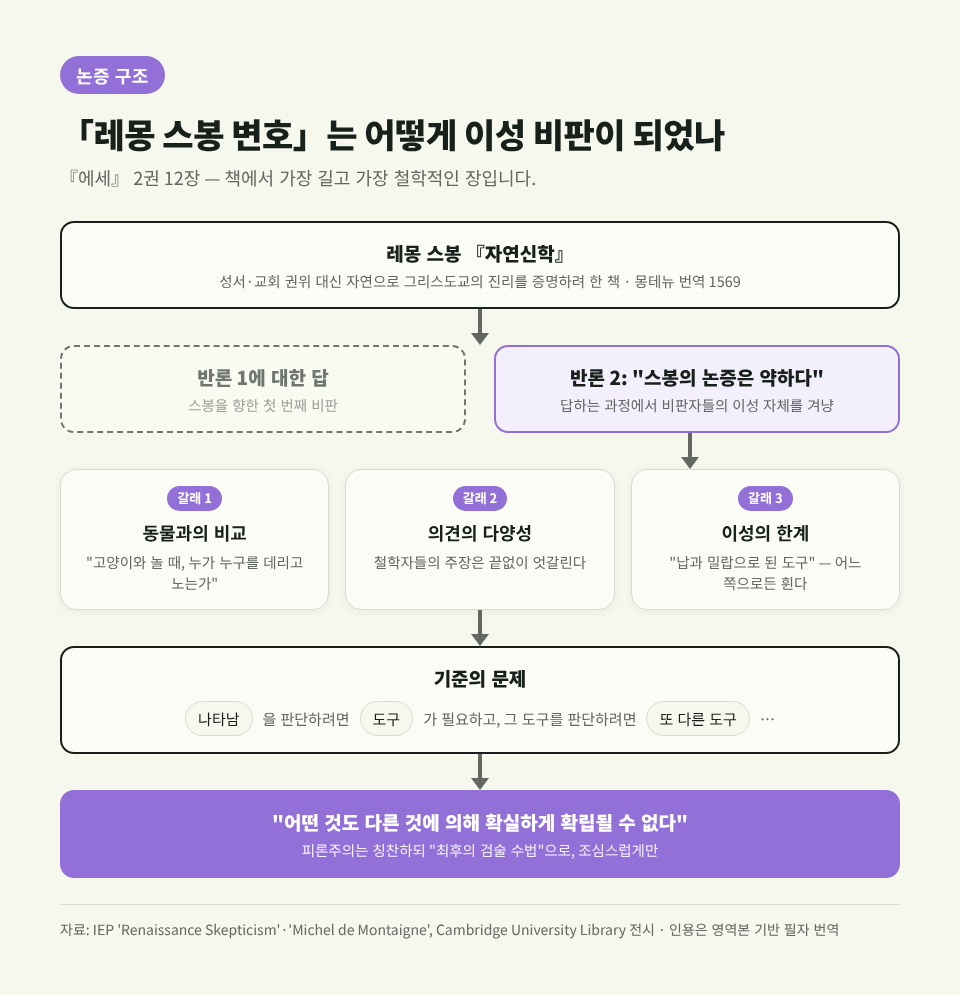 논증 구조
「레몽 스봉 변호」는 어떻게 이성 비판이 되었나
『에세』 2권 12장 — 책에서 가장 길고 가장 철학적인 장입니다.
레몽 스봉 『자연신학』
성서·교회 권위 대신 자연으로 그리스도교의 진리를 증명하려 한 책 · 몽테뉴 번역 1569
반론 1에 대한 답
스봉을 향한 첫 번째 비판
반론 2: "스봉의 논증은 약하다"
답하는 과정에서 비판자들의 이성 자체를 겨냥
갈래 1
동물과의 비교
"고양이와 놀 때, 누가 누구를 데리고
노는가"
갈래 2
의견의 다양성
철학자들의 주장은 끝없이 엇갈린다
갈래 3
이성의 한계
"납과 밀랍으로 된 도구" — 어느
쪽으로든 휜다
기준의 문제
나타남 을 판단하려면 도구 가 필요하고, 그 도구를 판단하려면 또 다른 도구 …
"어떤 것도 다른 것에 의해 확실하게 확립될 수 없다"
피론주의는 칭찬하되 "최후의 검술 수법"으로, 조심스럽게만
자료: IEP 'Renaissance Skepticism'·'Michel de Montaigne', Cambridge University Library 전시 · 인용은 영역본 기반 필자 번역